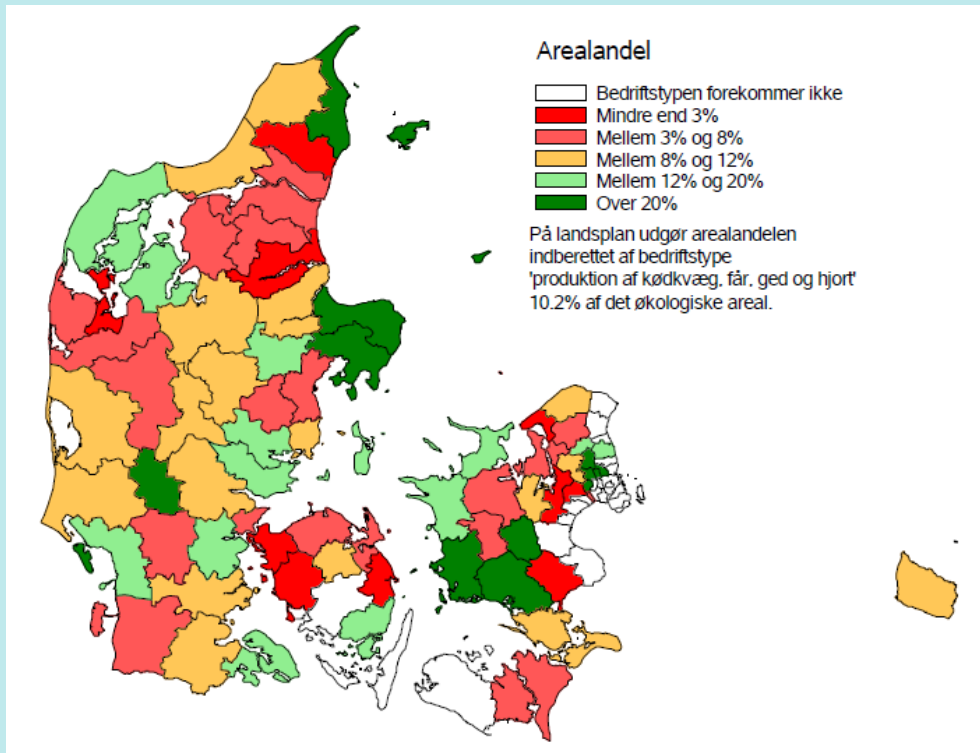 Arealandel
Bedriftstypen forekommer ikke
Mindre end 3%
Mellem 3% og 8%
Mellem 8% og 12%
Mellem 12% og 20%
Over 20%
På landsplan udgør arealandelen
indberettet af bedriftstype
'produktion af kødkvæg, får, ged og hjort'
10.2% af det økologiske areal.